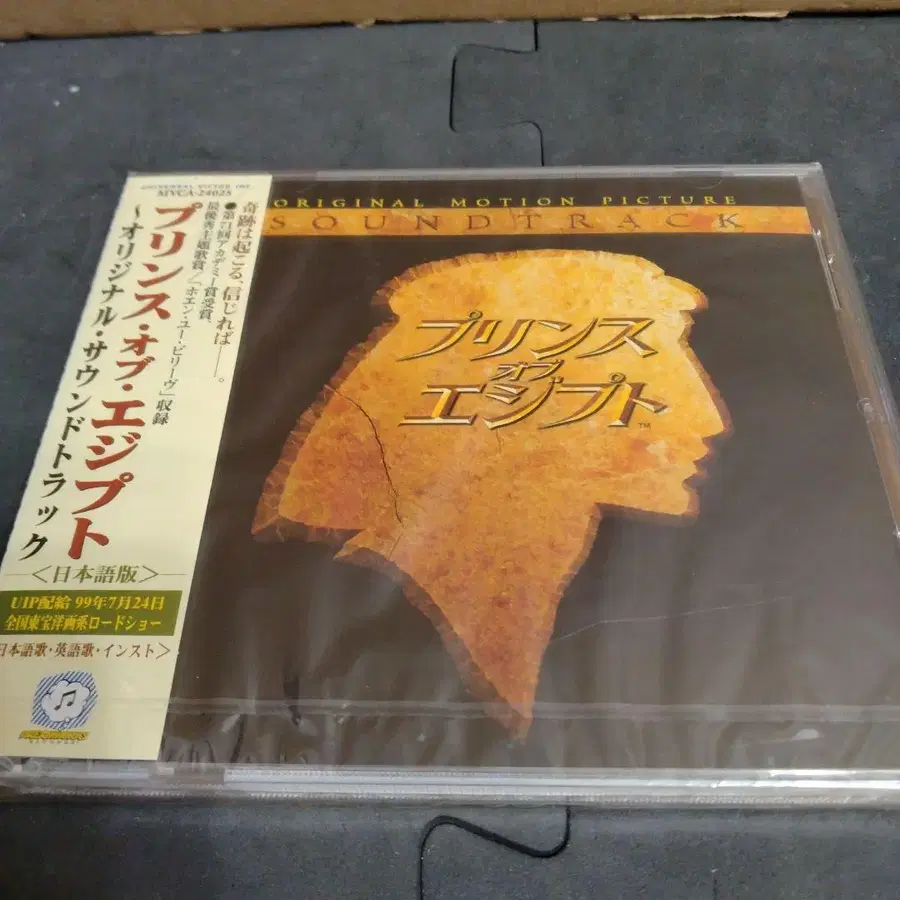 UNIVERSAL VICTOR INC.
MVCA-24025
奇跡は起こる、信じれば——。
●第71回アカデミー賞受賞、
最優秀主題歌賞/「ホエン・ユー・ビリーヴ」収録
プリンス・オブ・エジプト
〜オリジナル・サウンドトラック
<日本語版>
UIP配給 99年7月24日
全国東宝洋画系ロードショー
日本語歌・英語歌・インスト>
DREAMWORKS
RECORDS
ORIGINAL MOTION PICTURE
SOUNDTRACK
プリンス
オブ
エジプト
TM